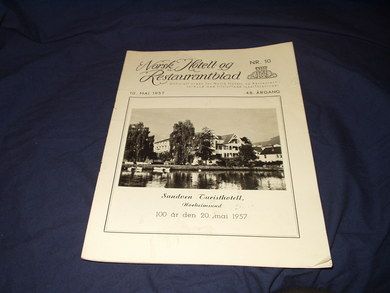 Norsk Hotell og
Restaurantblad
NR. 10
10. MAI 1957
48. ÅRGANG
Sandven Turisthotell,
Norheimsund
100 år den 20. mai 1957